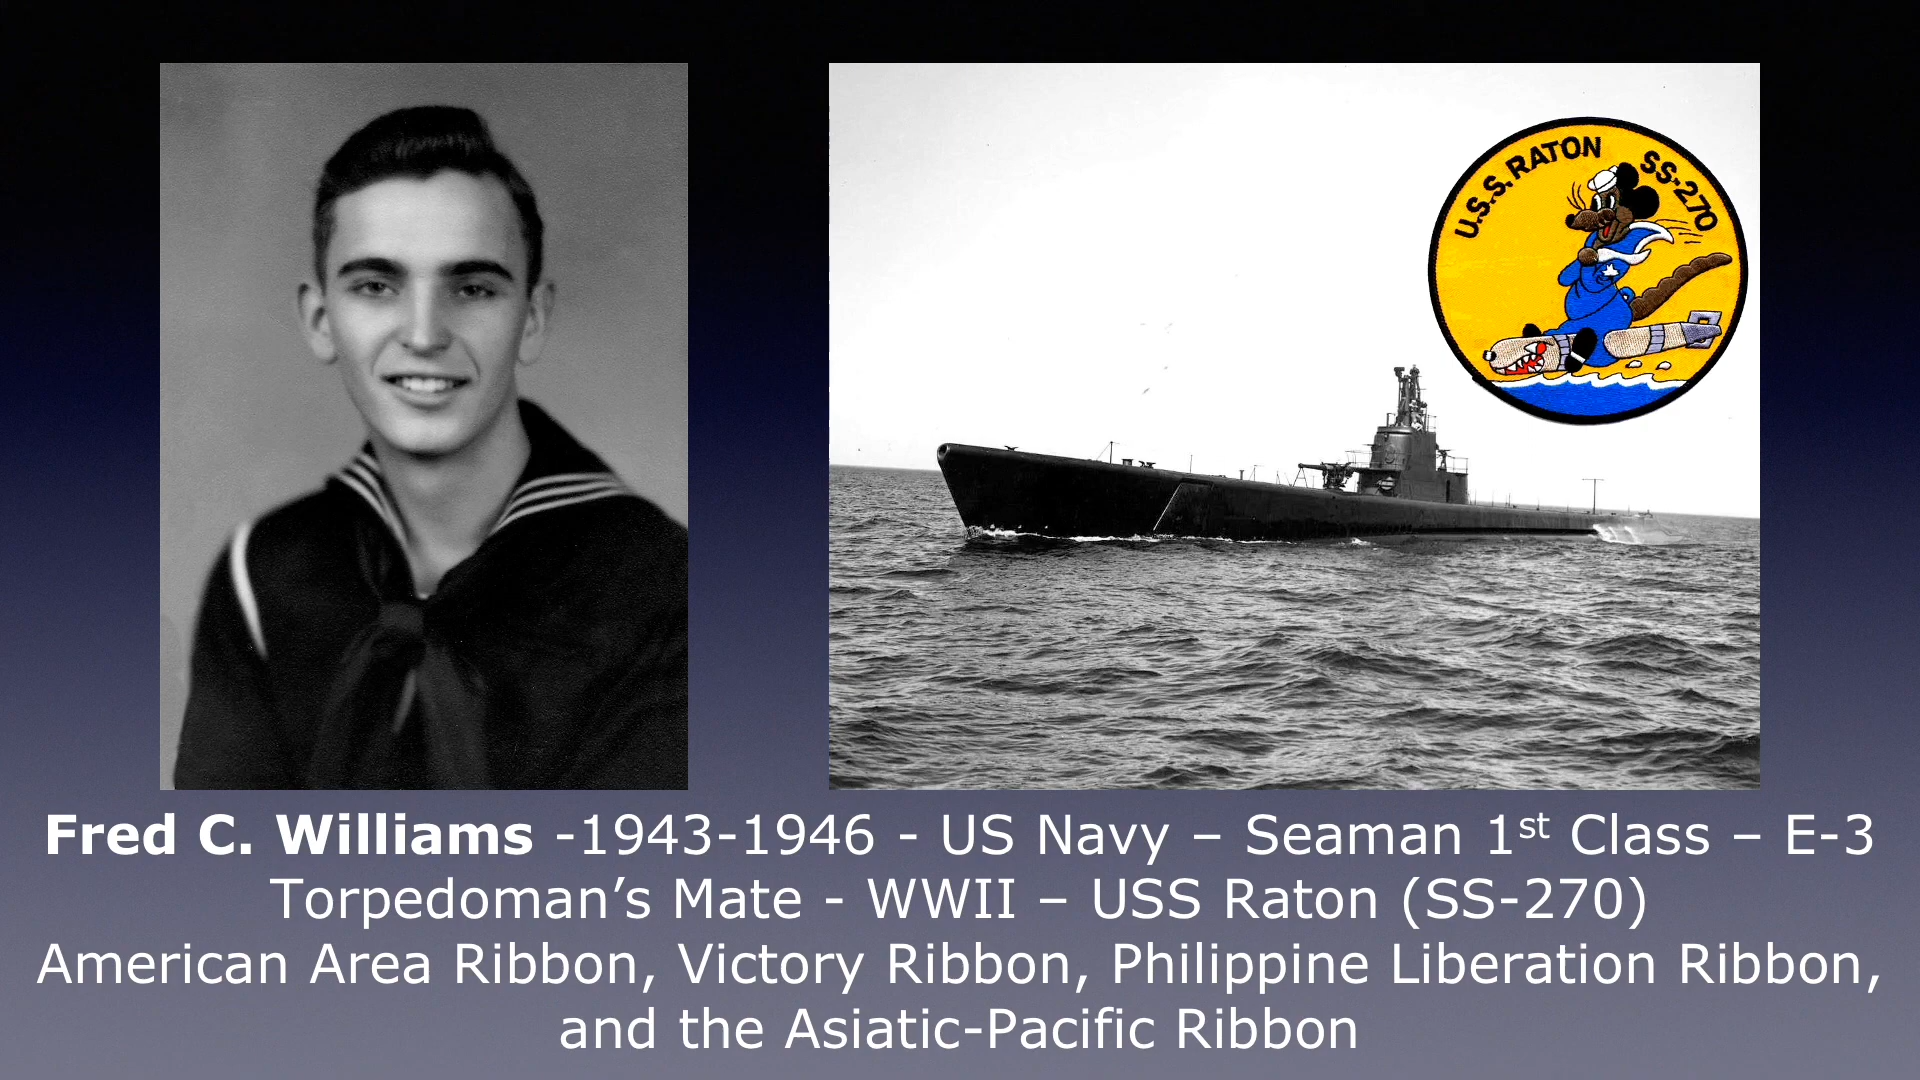 U.S.S. RATON SS-270
Fred C. Williams -1943-1946 - US Navy – Seaman 1st Class – E-3
Torpedoman’s Mate - WWII – USS Raton (SS-270)
American Area Ribbon, Victory Ribbon, Philippine Liberation Ribbon,
and the Asiatic-Pacific Ribbon